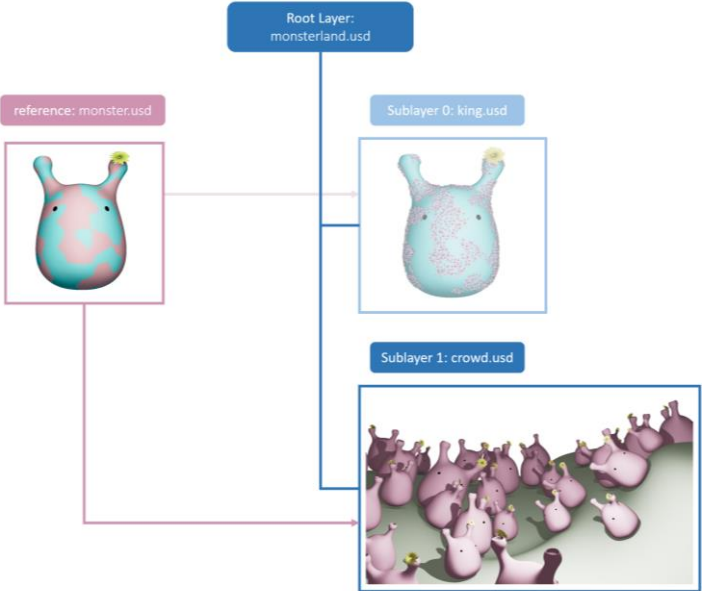 Root Layer:
monsterland.usd
reference: monster.usd
Sublayer 0: king.usd
Sublayer 1: crowd.usd